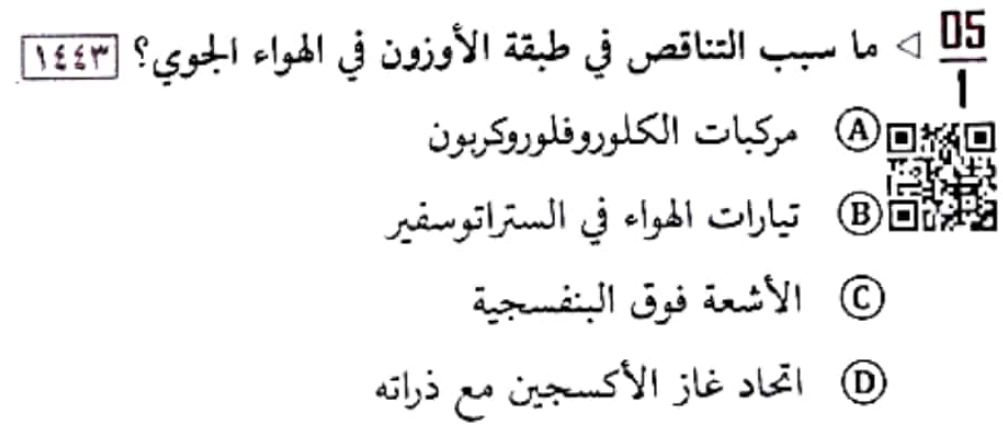 05
1
◁ ما سبب التناقص في طبقة الأوزون في الهواء الجوي؟ ١٤٤٣
A مركبات الكلوروفلوروكربون
B تيارات الهواء في الستراتوسفير
C الأشعة فوق البنفسجية
D اتحاد غاز الأكسجين مع ذراته